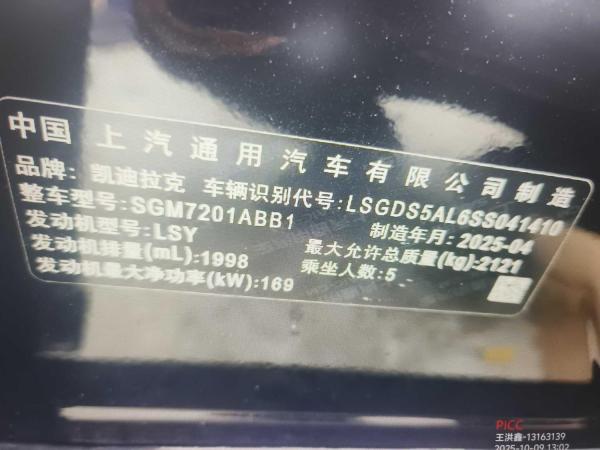 中国 上汽通用汽车有限公司制造
品牌: 凯迪拉克 车辆识别代号:LSGDS5AL6SS041410
整车型号:SGM7201ABB1 制造年月: 2025-04
发动机型号:LSY 最大允许总质量(kg):2121
发动机排量(mL):1998 乘坐人数:5
发动机最大净功率(kW):169
PICC
王洪鑫-13163139
2025-10-09 13:02